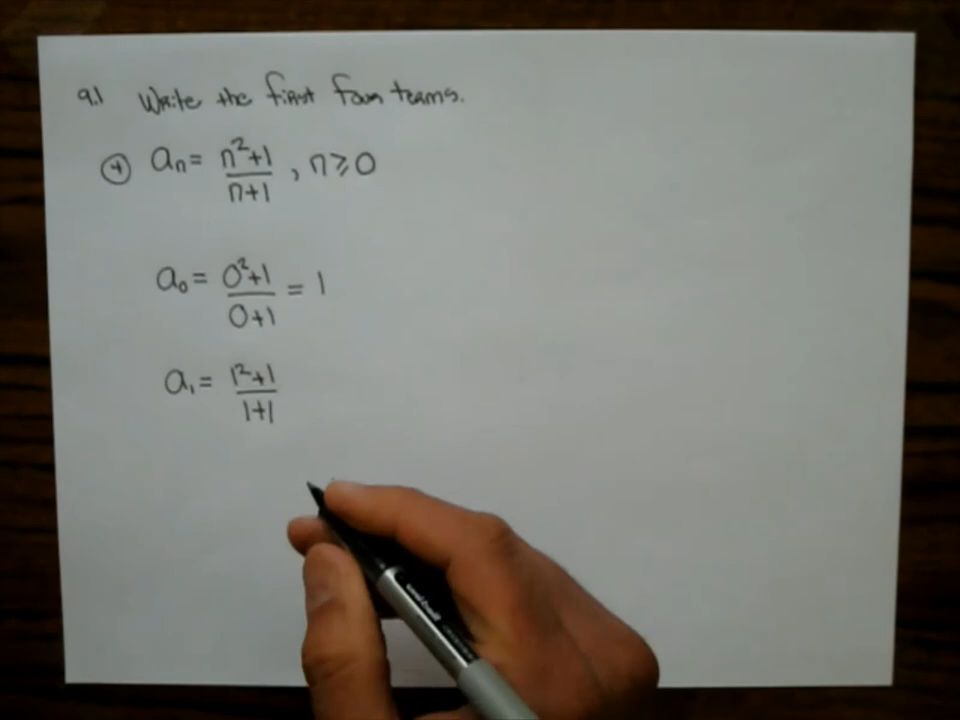 9.1 Write the first four terms.
4 aₙ = n²+1 / n+1 , n ≥ 0
a₀ = 0²+1 / 0+1 = 1
a₁ = 1²+1 / 1+1